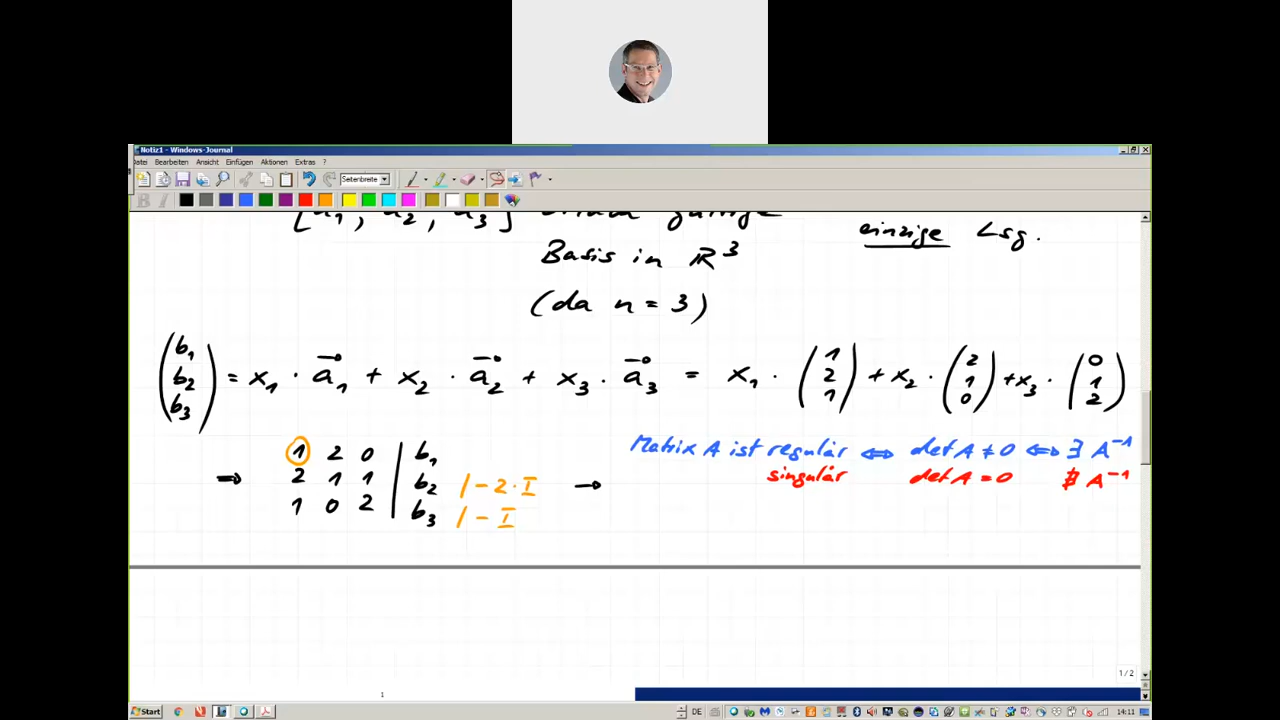 Notiz1 - Windows-Journal
Datei Bearbeiten Ansicht Einfügen Aktionen Extras ?
Seitenbreite
einzige Lsg.
Basis in ℝ³
(da n = 3)
(b₁ b₂ b₃) = x₁ · a₁ + x₂ · a₂ + x₃ · a₃ = x₁ · (1 2 1) + x₂ · (2 1 0) + x₃ · (0 1 2)
⇒ 1 2 0 | b₁
2 1 1 | b₂ / - 2 · I →
1 0 2 | b₃ / - I
Matrix A ist regulär ⇔ det A ≠ 0 ⇔ ∃ A⁻¹
singulär det A = 0 ∄ A⁻¹
1 / 2
1
Start
DE
14:11